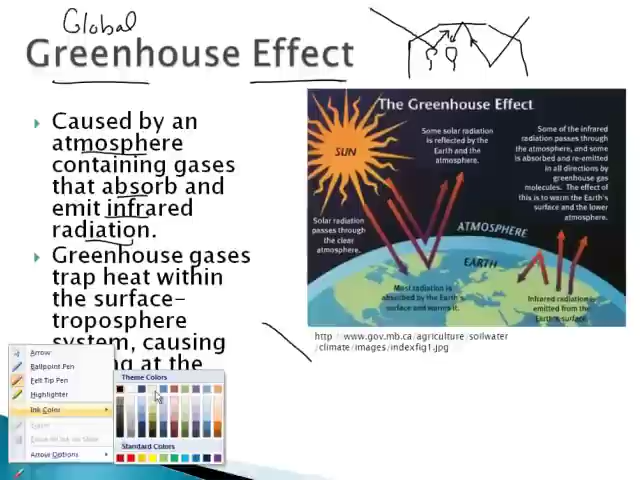 Global
Greenhouse Effect
Caused by an
atmosphere
containing gases
that absorb and
emit infrared
radiation.
Greenhouse gases
trap heat within
the surface-
troposphere
system, causing
at the
The Greenhouse Effect
SUN
Some solar radiation
is reflected by the
Earth and the
atmosphere.
Some of the infrared
radiation passes through
the atmosphere, and some
is absorbed and re-emitted
in all directions by
greenhouse gas
molecules. The effect of
this is to warm the Earth's
surface and the lower
atmosphere.
Solar radiation
passes through
the clear
atmosphere.
ATMOSPHERE
EARTH
Most radiation is
absorbed by the Earth's
surface and warms it.
Infrared radiation is
emitted from the
Earth's surface.
http www.gov.mb.ca/agriculture/soilwater
/climate/images/indexfig1.jpg
Arrow
Ballpoint Pen
Felt Tip Pen
Highlighter
Ink Color
Eraser
Erase All Ink on Slide
Arrow Options
Theme Colors
Standard Colors